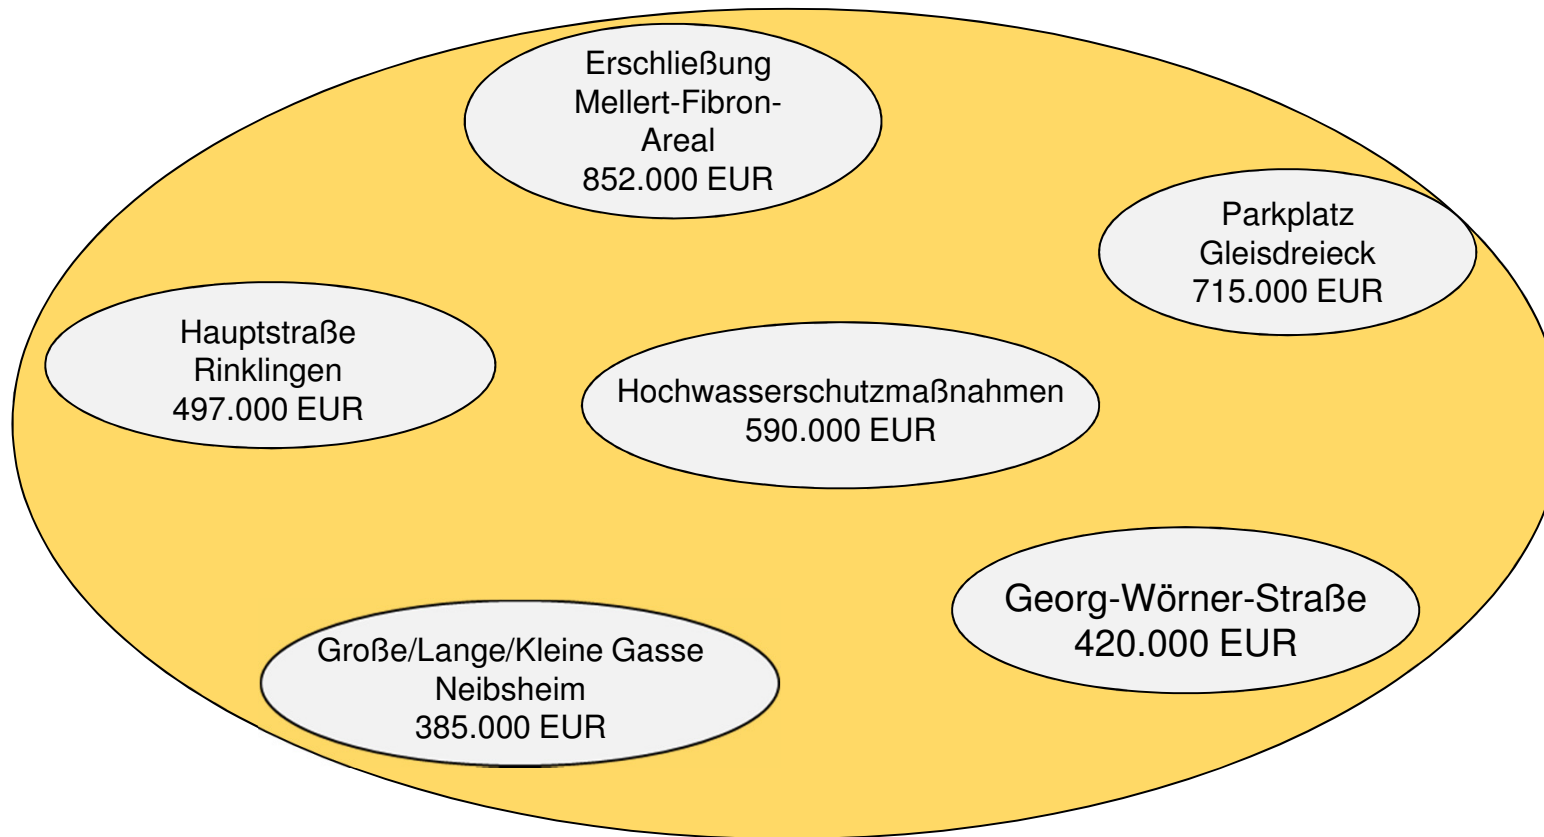 Erschließung
Mellert-Fibron-
Areal
852.000 EUR
Parkplatz
Gleisdreieck
715.000 EUR
Hauptstraße
Rinklingen
497.000 EUR
Hochwasserschutzmaßnahmen
590.000 EUR
Georg-Wörner-Straße
420.000 EUR
Große/Lange/Kleine Gasse
Neibsheim
385.000 EUR